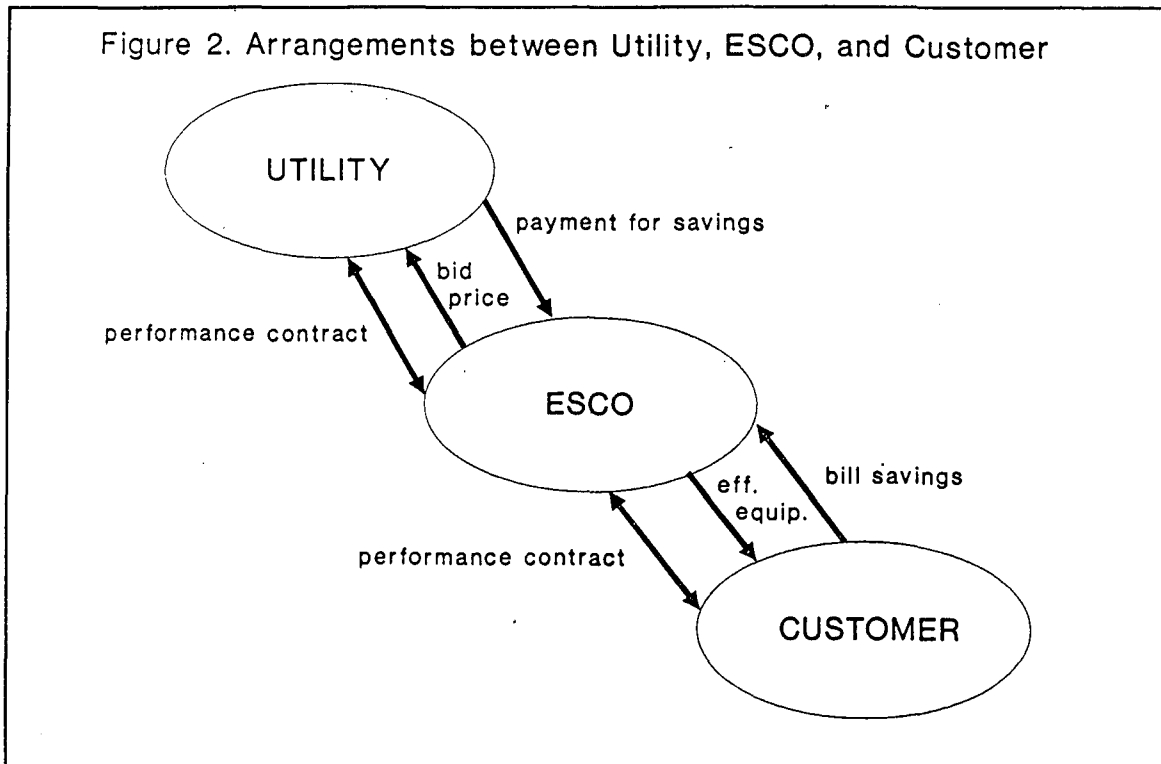 Figure 2. Arrangements between Utility, ESCO, and Customer
UTILITY
payment for savings
bid
price
performance contract
ESCO
bill savings
eff.
equip.
performance contract
CUSTOMER